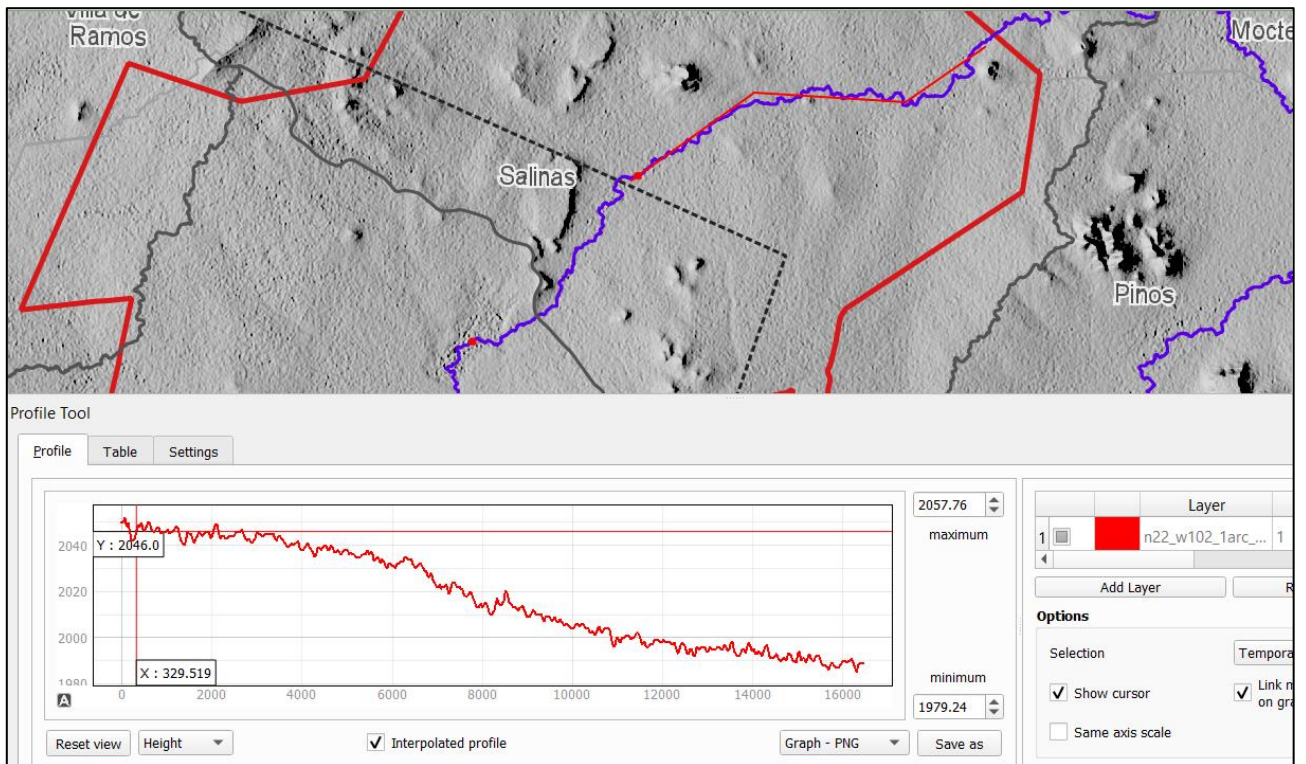 Villa de
Ramos
Mocte
Salinas
Pinos
Profile Tool
Profile Table Settings
2057.76
maximum
Layer
1 n22_w102_1arc_... 1
2040
Y : 2046.0
2020
2000
1980
X : 329.519
A
0 2000 4000 6000 8000 10000 12000 14000 16000
minimum
1979.24
Add Layer R
Options
Selection Tempora
Show cursor
Link m
on gra
Same axis scale
Reset view Height Interpolated profile Graph - PNG Save as